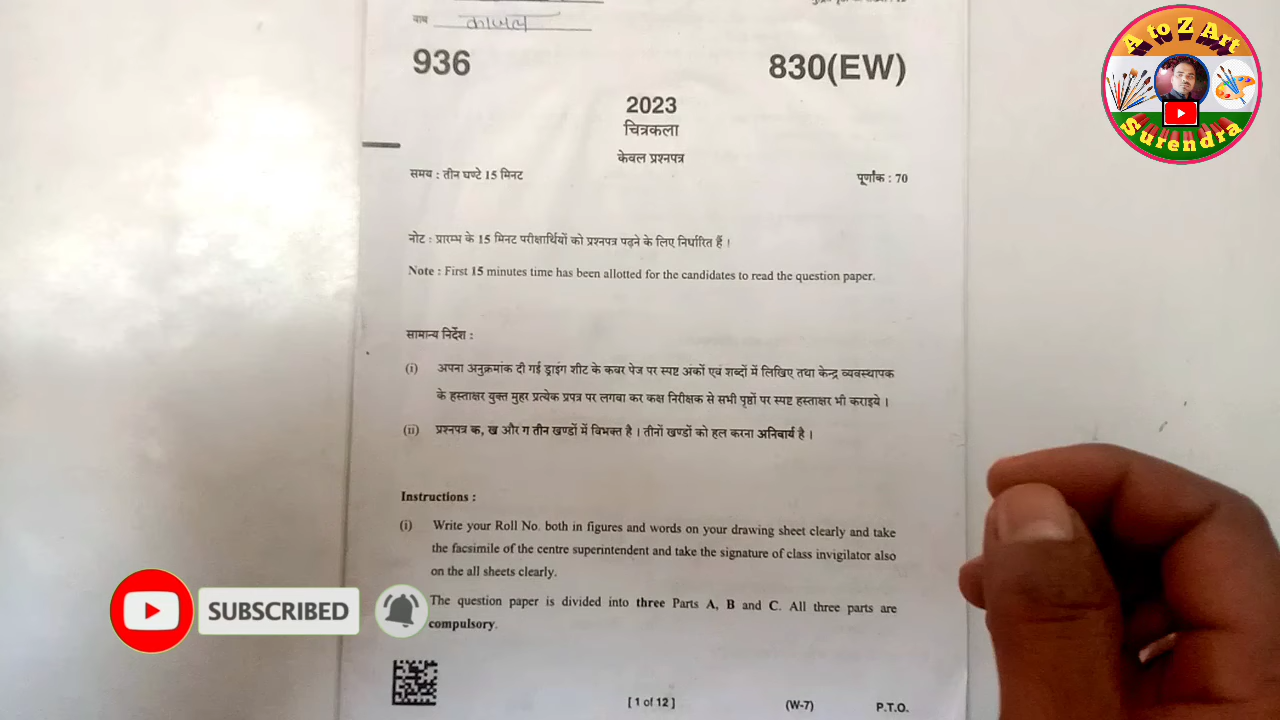 नाम काजल
936
830(EW)
2023
चित्रकला
केवल प्रश्नपत्र
समय : तीन घण्टे 15 मिनट
पूर्णांक : 70
नोट : प्रारम्भ के 15 मिनट परीक्षार्थियों को प्रश्नपत्र पढ़ने के लिए निर्धारित हैं ।
Note : First 15 minutes time has been allotted for the candidates to read the question paper.
सामान्य निर्देश :
(i) अपना अनुक्रमांक दी गई ड्राइंग शीट के कवर पेज पर स्पष्ट अंकों एवं शब्दों में लिखिए तथा केन्द्र व्यवस्थापक
के हस्ताक्षर युक्त मुहर प्रत्येक प्रपत्र पर लगवा कर कक्ष निरीक्षक से सभी पृष्ठों पर स्पष्ट हस्ताक्षर भी कराइये ।
(ii) प्रश्नपत्र क, ख और ग तीन खण्डों में विभक्त है । तीनों खण्डों को हल करना अनिवार्य है ।
Instructions :
(i) Write your Roll No. both in figures and words on your drawing sheet clearly and take
the facsimile of the centre superintendent and take the signature of class invigilator also
on the all sheets clearly.
The question paper is divided into three Parts A, B and C. All three parts are
compulsory.
[ 1 of 12 ]
(W-7)
P.T.O.
A to Z Art
Surendra
SUBSCRIBED